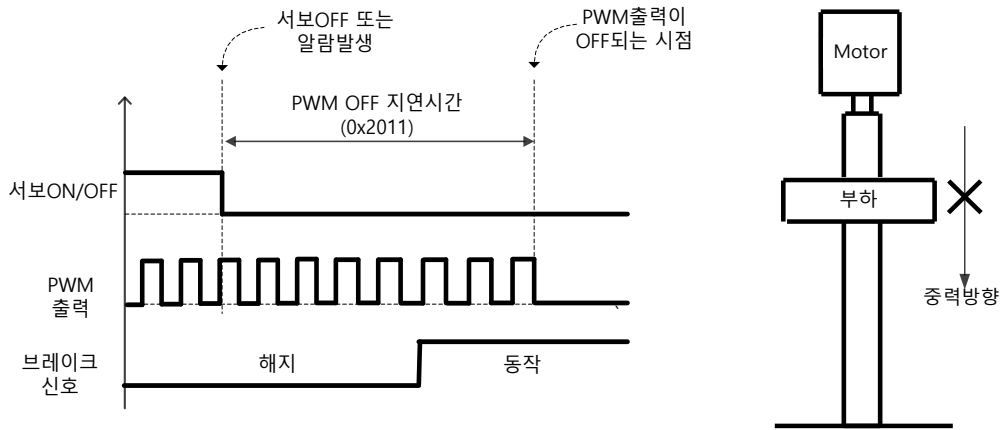 서보OFF 또는
알람발생
PWM출력이
OFF되는 시점
PWM OFF 지연시간
(0x2011)
서보ON/OFF
PWM
출력
브레이크
신호
해지
동작
Motor
부하
중력방향